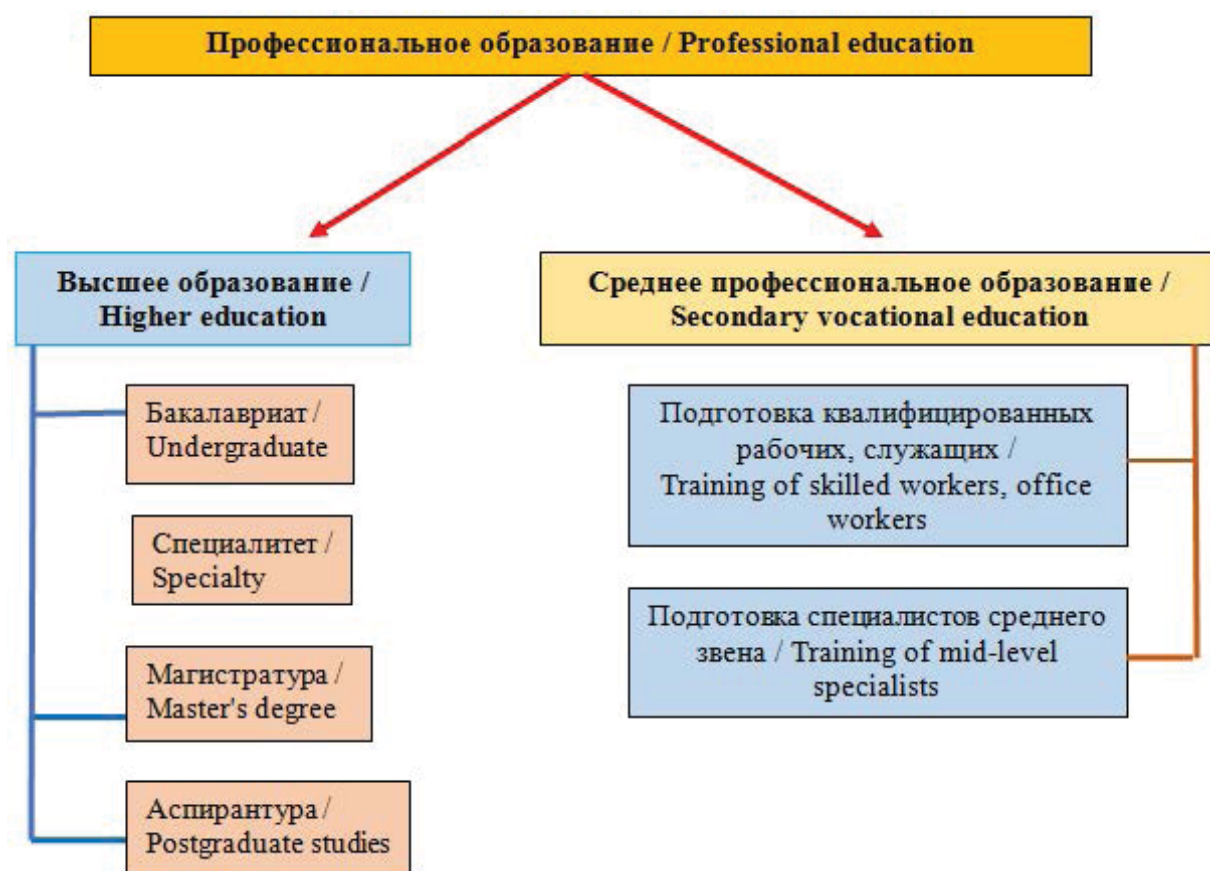 Профессиональное образование / Professional education
Высшее образование /
Higher education
Бакалавриат /
Undergraduate
Специалитет /
Specialty
Магистратура /
Master's degree
Аспирантура /
Postgraduate studies
Среднее профессиональное образование /
Secondary vocational education
Подготовка квалифицированных
рабочих, служащих /
Training of skilled workers, office
workers
Подготовка специалистов среднего
звена / Training of mid-level
specialists